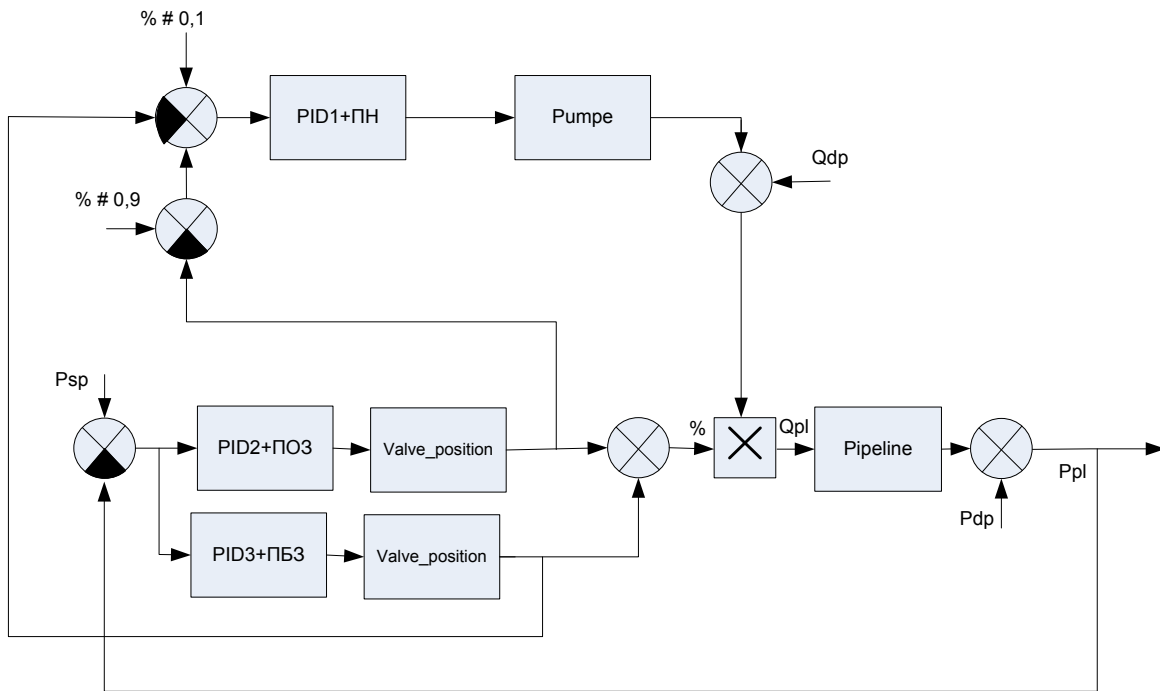 % # 0,1
PID1+ПН
Pumpe
Qdp
% # 0,9
Psp
PID2+ПОЗ
Valve_position
%
Qpl
Pipeline
Ppl
Pdp
PID3+ПБЗ
Valve_position